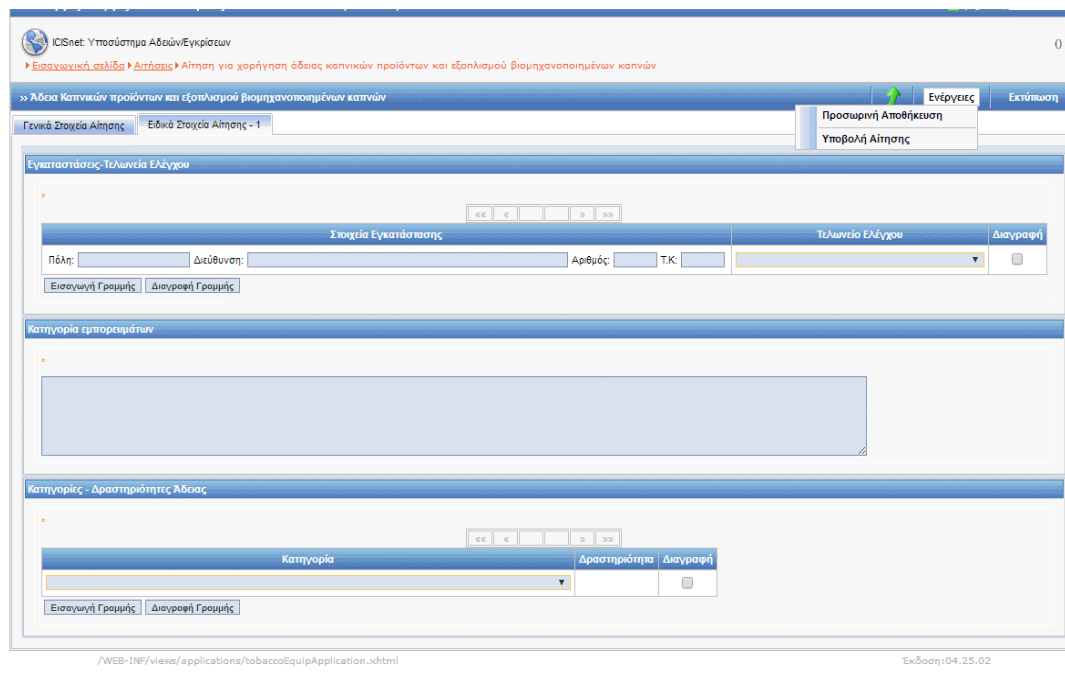 ICISnet: Υποσύστημα Αδειών/Εγκρίσεων
()
Εισαγωγική σελίδα Αιτήσεις Αίτηση για χορήγηση άδειας καπνικών προϊόντων και εξοπλισμού βιομηχανοποιημένων καπνών
›› Άδεια Καπνικών προϊόντων και εξοπλισμού βιομηχανοποιημένων καπνών Ενέργειες Εκτύπωση
Προσωρινή Αποθήκευση
Υποβολή Αίτησης
Γενικά Στοιχεία Αίτησης Ειδικά Στοιχεία Αίτησης - 1
Εγκαταστάσεις-Τελωνεία Ελέγχου
*
«« « » »»
Στοιχεία Εγκατάστασης Τελωνείο Ελέγχου Διαγραφή
Πόλη: Διεύθυνση: Αριθμός: Τ.Κ:
Εισαγωγή Γραμμής Διαγραφή Γραμμής
Κατηγορία εμπορευμάτων
*
Κατηγορίες - Δραστηριότητες Άδειας
*
«« « » »»
Κατηγορία Δραστηριότητα Διαγραφή
Εισαγωγή Γραμμής Διαγραφή Γραμμής
/WEB-INF/views/applications/tobaccoEquipApplication.xhtml Έκδοση:04.25.02